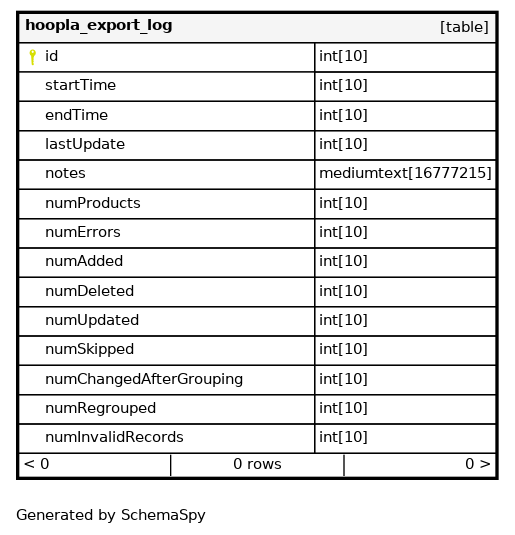 hoopla_export_log [table]
id int[10]
startTime int[10]
endTime int[10]
lastUpdate int[10]
notes mediumtext[16777215]
numProducts int[10]
numErrors int[10]
numAdded int[10]
numDeleted int[10]
numUpdated int[10]
numSkipped int[10]
numChangedAfterGrouping int[10]
numRegrouped int[10]
numInvalidRecords int[10]
< 0 0 rows 0 >
Generated by SchemaSpy